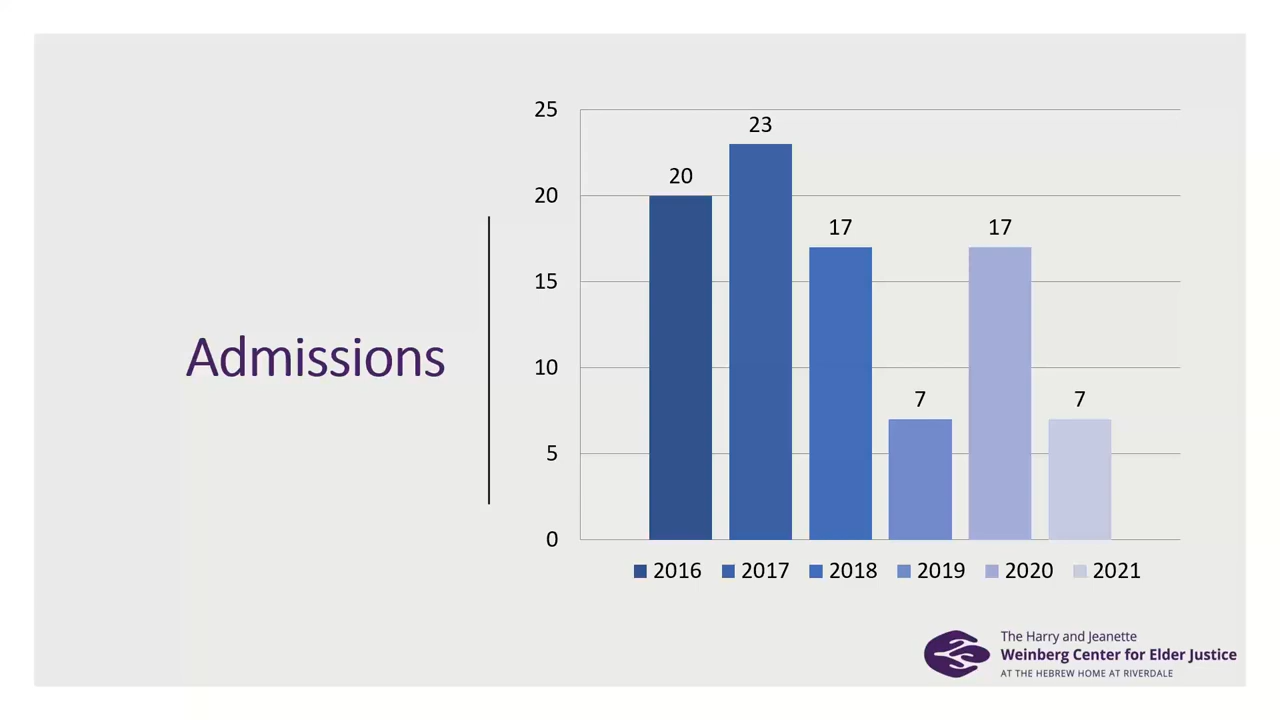 Admissions
25
20
15
10
5
0
20
23
17
7
17
7
2016 2017 2018 2019 2020 2021
The Harry and Jeanette
Weinberg Center for Elder Justice
AT THE HEBREW HOME AT RIVERDALE